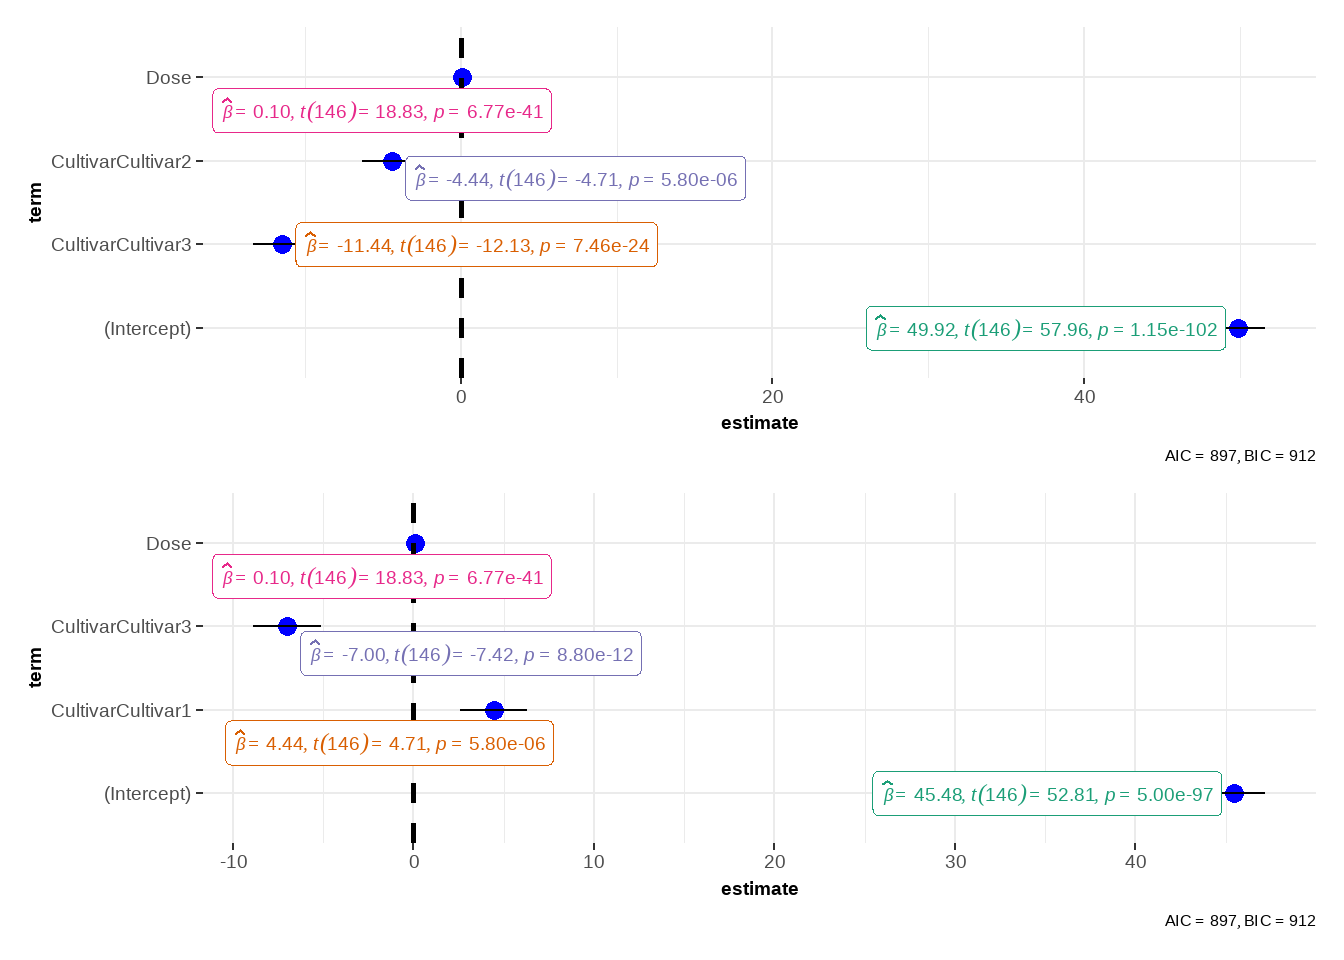 Dose
β̂ = 0.10, t(146) = 18.83, p = 6.77e-41
CultivarCultivar2
β̂ = -4.44, t(146) = -4.71, p = 5.80e-06
CultivarCultivar3
β̂ = -11.44, t(146) = -12.13, p = 7.46e-24
(Intercept)
β̂ = 49.92, t(146) = 57.96, p = 1.15e-102
term
0 20 40
estimate
AIC = 897, BIC = 912
Dose
β̂ = 0.10, t(146) = 18.83, p = 6.77e-41
CultivarCultivar3
β̂ = -7.00, t(146) = -7.42, p = 8.80e-12
CultivarCultivar1
β̂ = 4.44, t(146) = 4.71, p = 5.80e-06
(Intercept)
β̂ = 45.48, t(146) = 52.81, p = 5.00e-97
term
-10 0 10 20 30 40
estimate
AIC = 897, BIC = 912